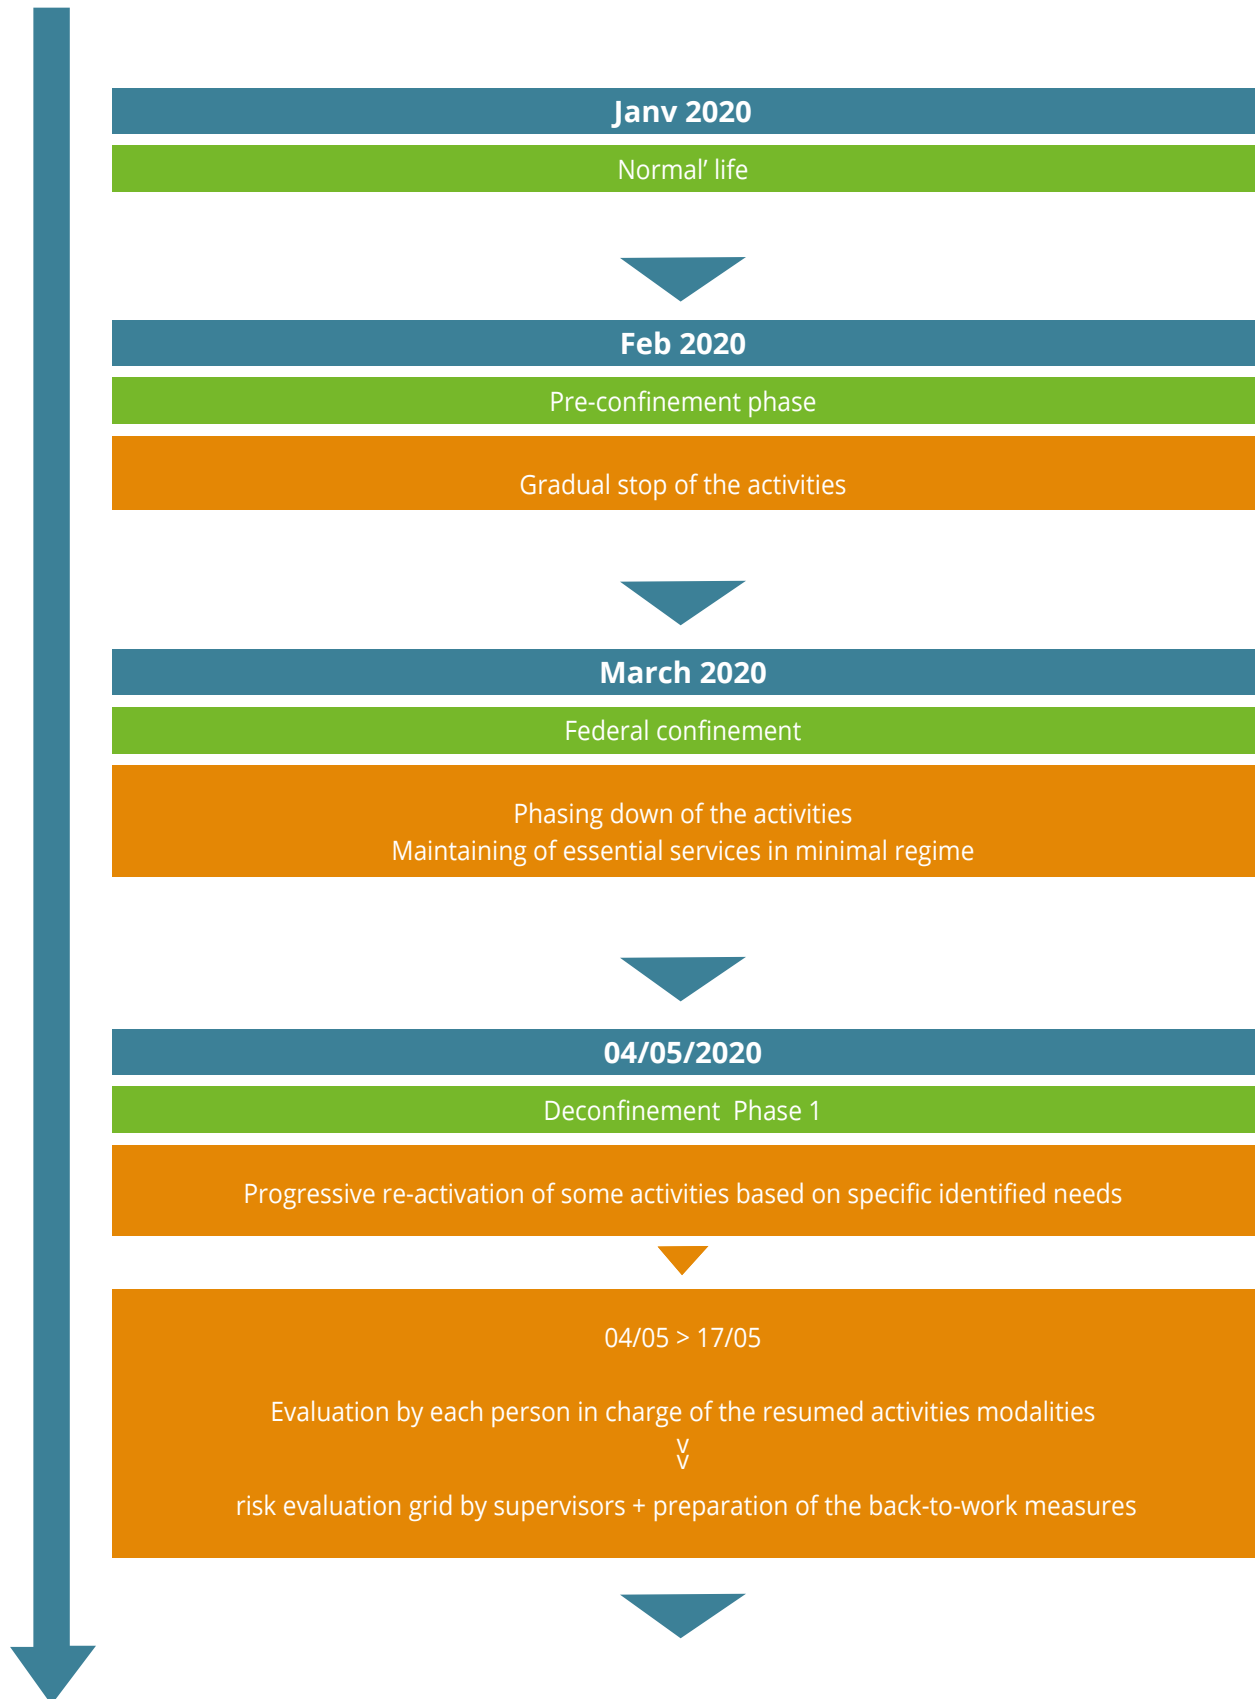 Janv 2020
Normal’ life
Feb 2020
Pre-confinement phase
Gradual stop of the activities
March 2020
Federal confinement
Phasing down of the activities
Maintaining of essential services in minimal regime
04/05/2020
Deconfinement  Phase 1
Progressive re-activation of some activities based on specific identified needs
04/05 > 17/05
Evaluation by each person in charge of the resumed activities modalities
v
v
risk evaluation grid by supervisors + preparation of the back-to-work measures